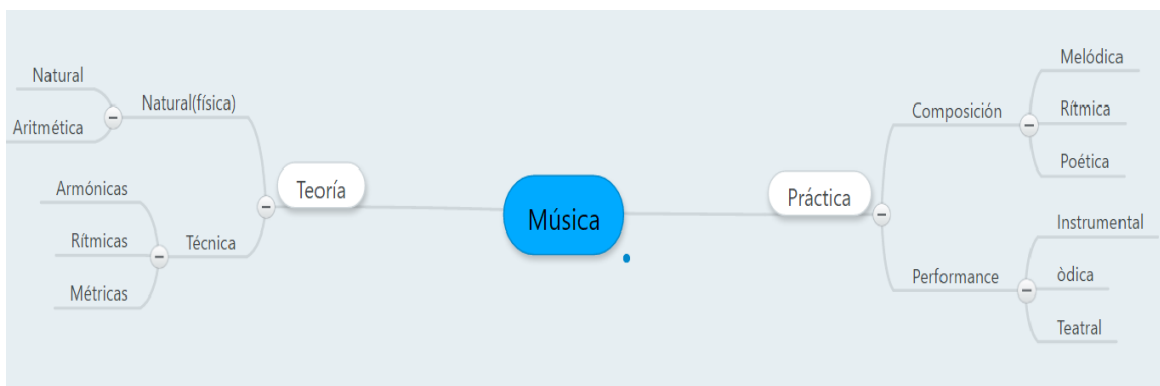 Música
Teoría
Natural(física)
Natural
Aritmética
Técnica
Armónicas
Rítmicas
Métricas
Práctica
Composición
Melódica
Rítmica
Poética
Performance
Instrumental
òdica
Teatral